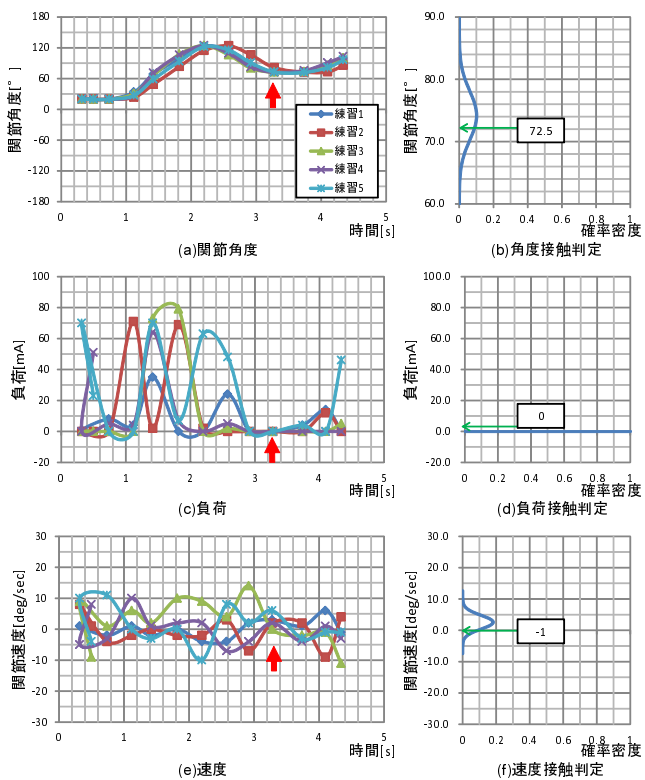 180
120
60
0
-60
-120
-180
関節角度[°]
練習1
練習2
練習3
練習4
練習5
0 1 2 3 4 5
時間[s]
(a)関節角度
90.0
80.0
70.0
60.0
関節角度[°]
72.5
0 0.2 0.4 0.6 0.8 1
確率密度
(b)角度接触判定
100
80
60
40
20
0
-20
負荷[mA]
0 1 2 3 4 5
時間[s]
(c)負荷
100.0
80.0
60.0
40.0
20.0
0.0
-20.0
負荷[mA]
0
0 0.2 0.4 0.6 0.8 1
確率密度
(d)負荷接触判定
30
20
10
0
-10
-20
-30
関節速度[deg/sec]
0 1 2 3 4 5
時間[s]
(e)速度
30.0
20.0
10.0
0.0
-10.0
-20.0
-30.0
関節速度[deg/sec]
-1
0 0.2 0.4 0.6 0.8 1
確率密度
(f)速度接触判定